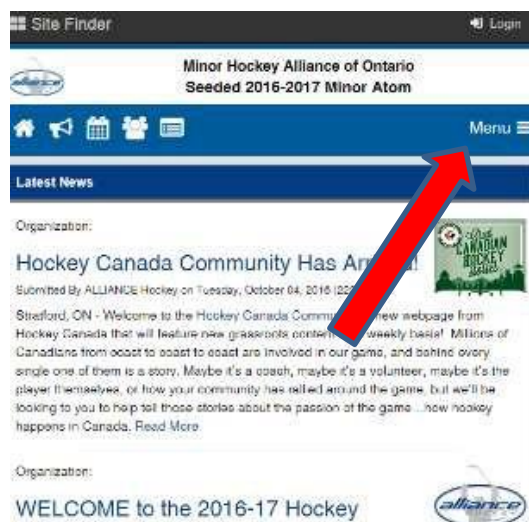 Site Finder
Login
alliance
Minor Hockey Alliance of Ontario
Seeded 2016-2017 Minor Atom
Menu
Latest News
Organization:
Hockey Canada Community Has
Submitted By ALLIANCE Hockey on Tuesday, October 04, 2016
CANADIAN
HOCKEY
Stratford, ON - Welcome to the Hockey Canada new webpage from
Hockey Canada that will feature new grassroots weekly basis! Millions of
Canadians from coast to coast to coast are involved in our game, and behind every
single one of them is a story. Maybe it's a coach, maybe it's a volunteer, maybe it's the
player themselves, or how your community has rallied around the game, but we'll be
looking to you to help tell those stories about the passion of the game...how hockey
happens in Canada. Read More
Organization:
WELCOME to the 2016-17 Hockey
alliance